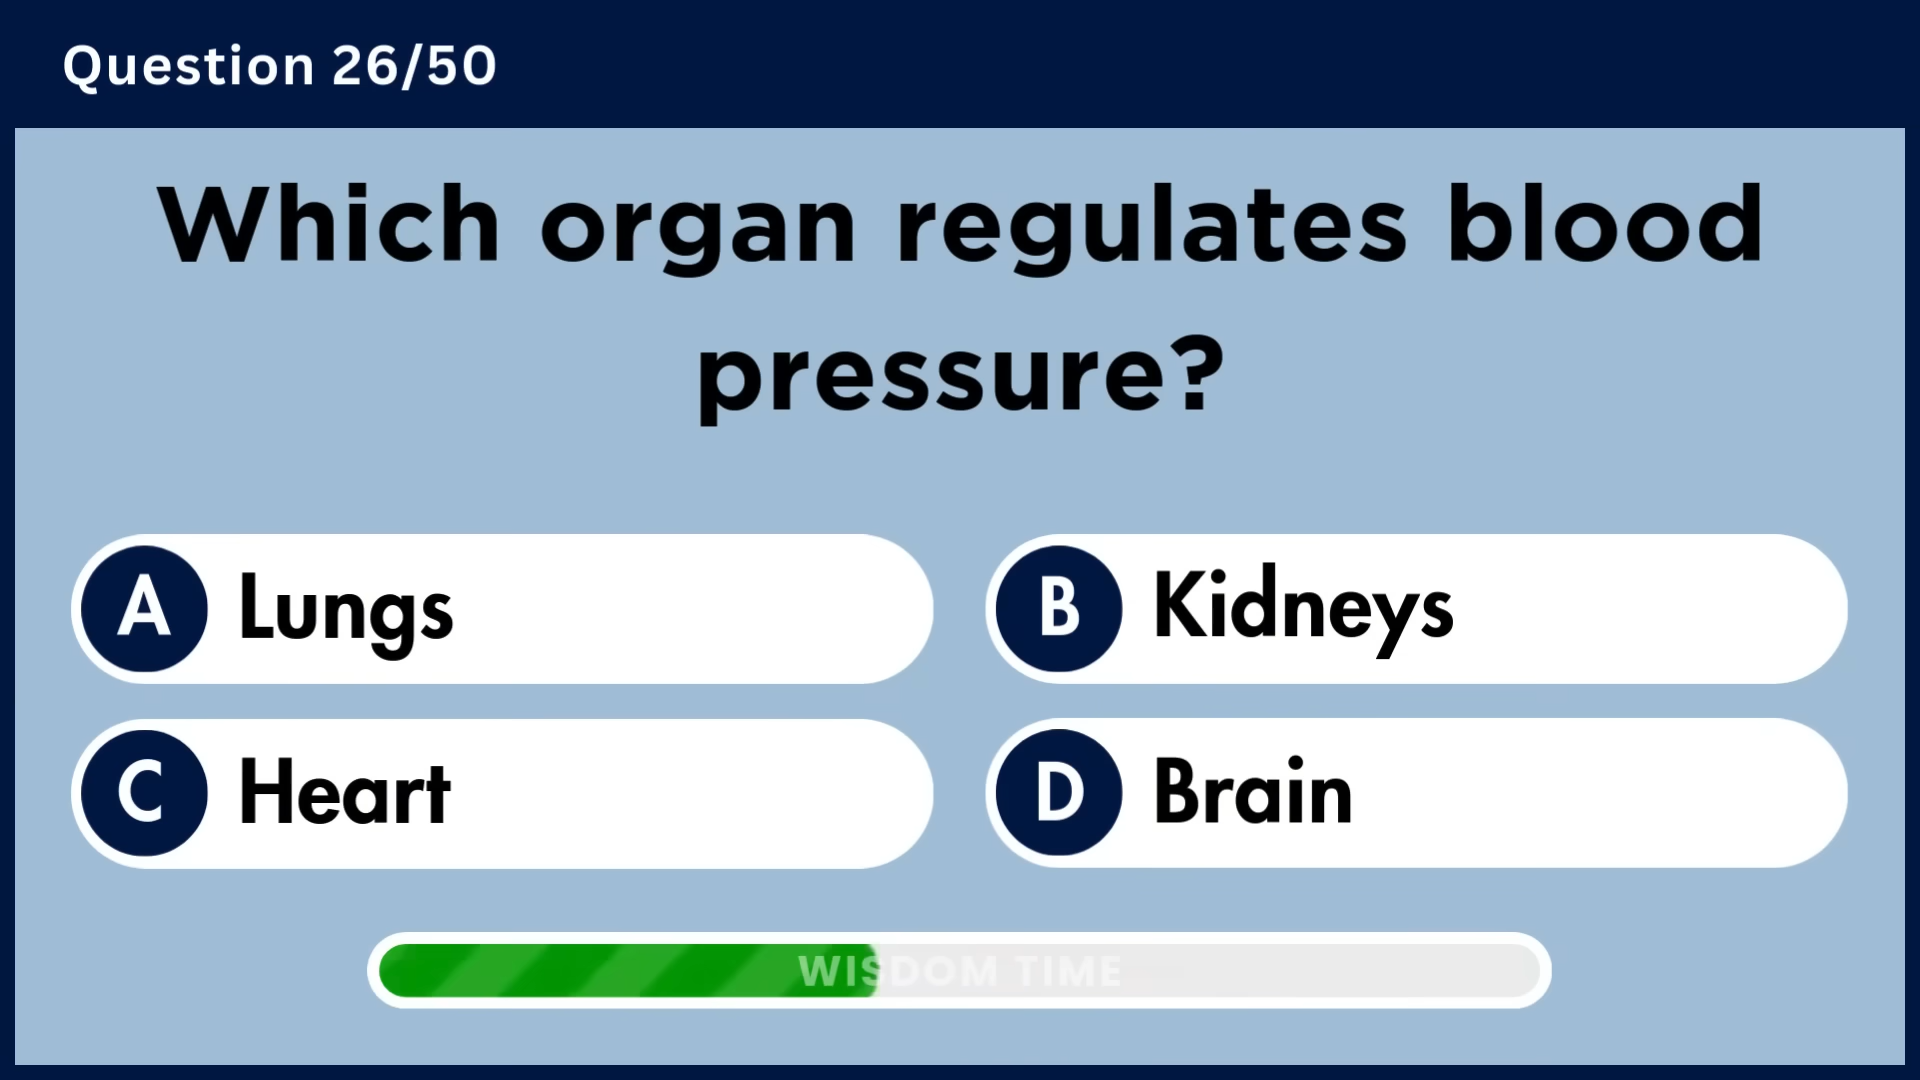 Question 26/50
Which organ regulates blood
pressure?
A Lungs
B Kidneys
C Heart
D Brain
WISDOM TIME